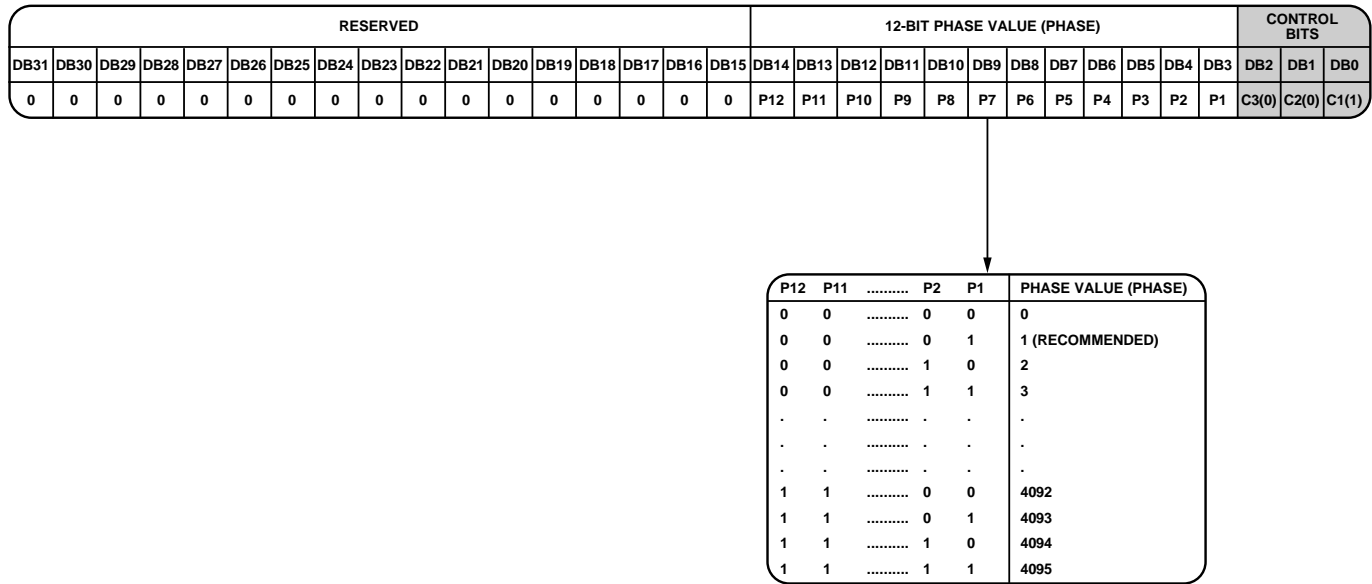 RESERVED 12-BIT PHASE VALUE (PHASE) CONTROL BITS
DB31 DB30 DB29 DB28 DB27 DB26 DB25 DB24 DB23 DB22 DB21 DB20 DB19 DB18 DB17 DB16 DB15 DB14 DB13 DB12 DB11 DB10 DB9 DB8 DB7 DB6 DB5 DB4 DB3 DB2 DB1 DB0
0 0 0 0 0 0 0 0 0 0 0 0 0 0 0 0 0 P12 P11 P10 P9 P8 P7 P6 P5 P4 P3 P2 P1 C3(0) C2(0) C1(1)
P12 P11 .......... P2 P1 PHASE VALUE (PHASE)
0 0 .......... 0 0 0
0 0 .......... 0 1 1 (RECOMMENDED)
0 0 .......... 1 0 2
0 0 .......... 1 1 3
. . .......... . . .
. . .......... . . .
. . .......... . . .
1 1 .......... 0 0 4092
1 1 .......... 0 1 4093
1 1 .......... 1 0 4094
1 1 .......... 1 1 4095